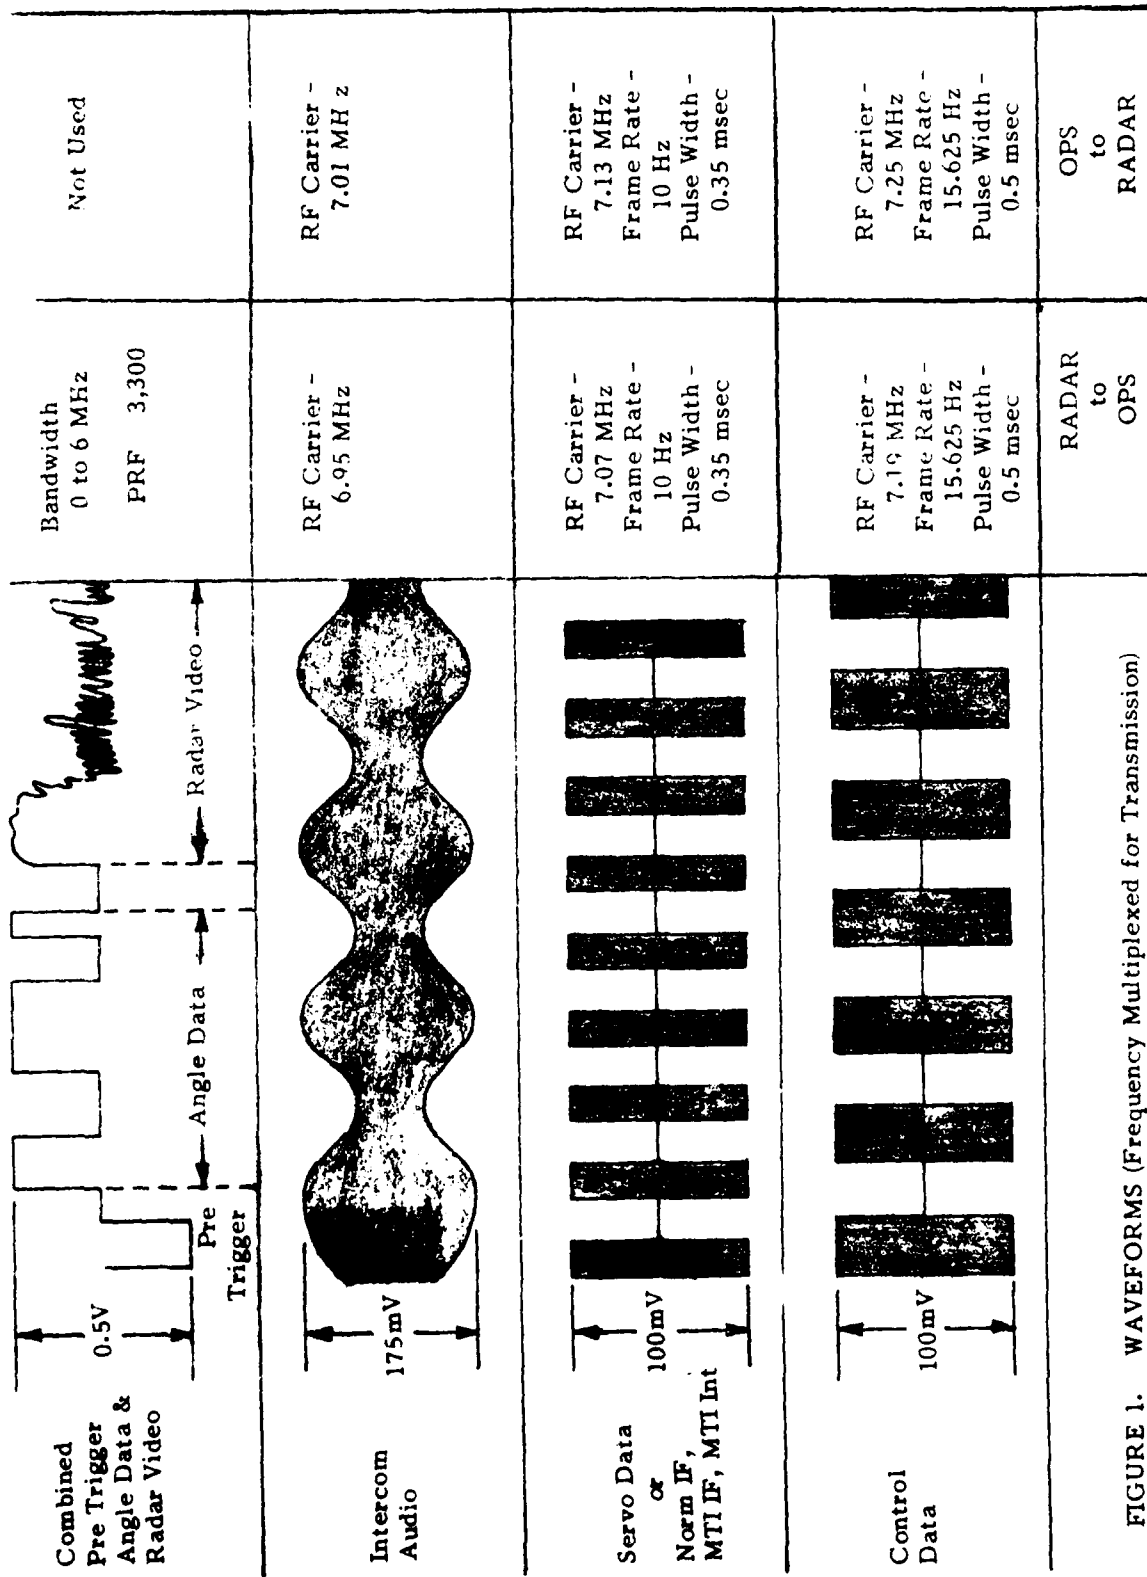 Combined
Pre Trigger
Angle Data &
Radar Video
0.5V
Pre
Trigger
Angle Data
Radar Video
Bandwidth
0 to 6 MHz
PRF 3,300
Not Used
Intercom
Audio
175mV
RF Carrier -
6.95 MHz
RF Carrier -
7.01 MHz
Servo Data
or
Norm IF,
MTI IF, MTI Int
100mV
RF Carrier -
7.07 MHz
Frame Rate -
10 Hz
Pulse Width -
0.35 msec
RF Carrier -
7.13 MHz
Frame Rate -
10 Hz
Pulse Width -
0.35 msec
Control
Data
100mV
RF Carrier -
7.19 MHz
Frame Rate -
15.625 Hz
Pulse Width -
0.5 msec
RF Carrier -
7.25 MHz
Frame Rate -
15.625 Hz
Pulse Width -
0.5 msec
RADAR
to
OPS
OPS
to
RADAR
FIGURE 1. WAVEFORMS (Frequency Multiplexed for Transmission)